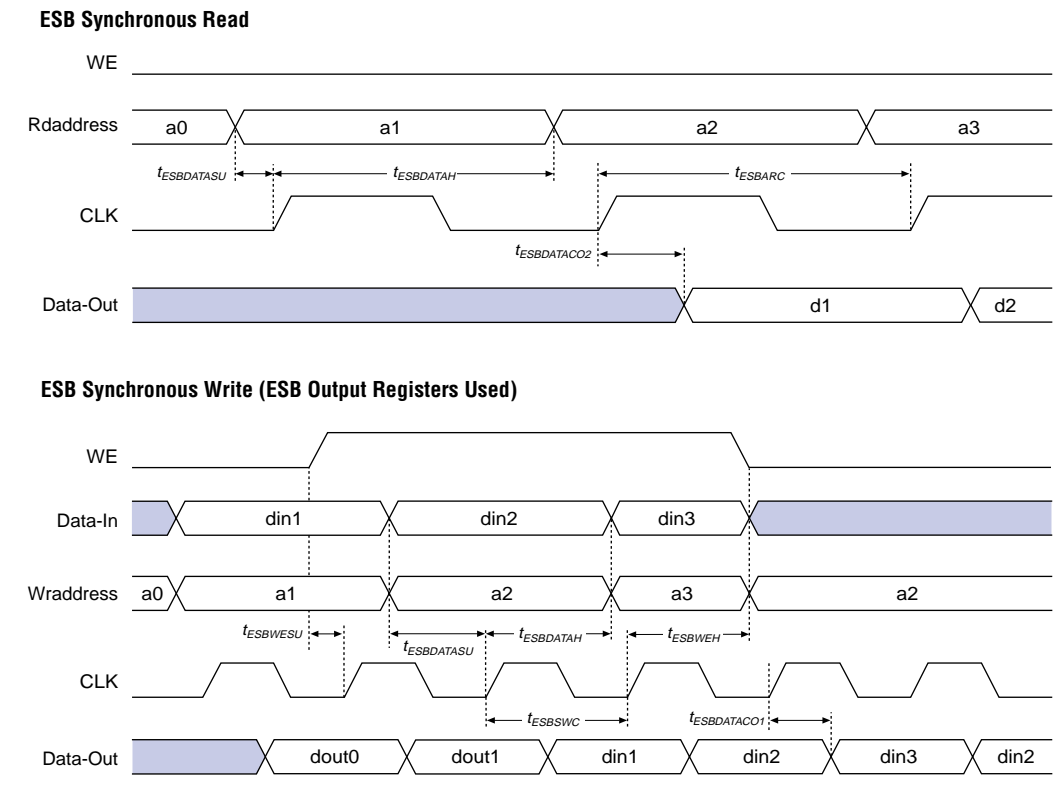 ESB Synchronous Read
WE
Rdaddress a0 a1 a2 a3
tESBDATASU tESBDATAH tESBARC
CLK
tESBDATACO2
Data-Out d1 d2
ESB Synchronous Write (ESB Output Registers Used)
WE
Data-In din1 din2 din3
Wraddress a0 a1 a2 a3 a2
tESBWESU tESBDATASU tESBDATAH tESBWEH
CLK
tESBSWC tESBDATACO1
Data-Out dout0 dout1 din1 din2 din3 din2